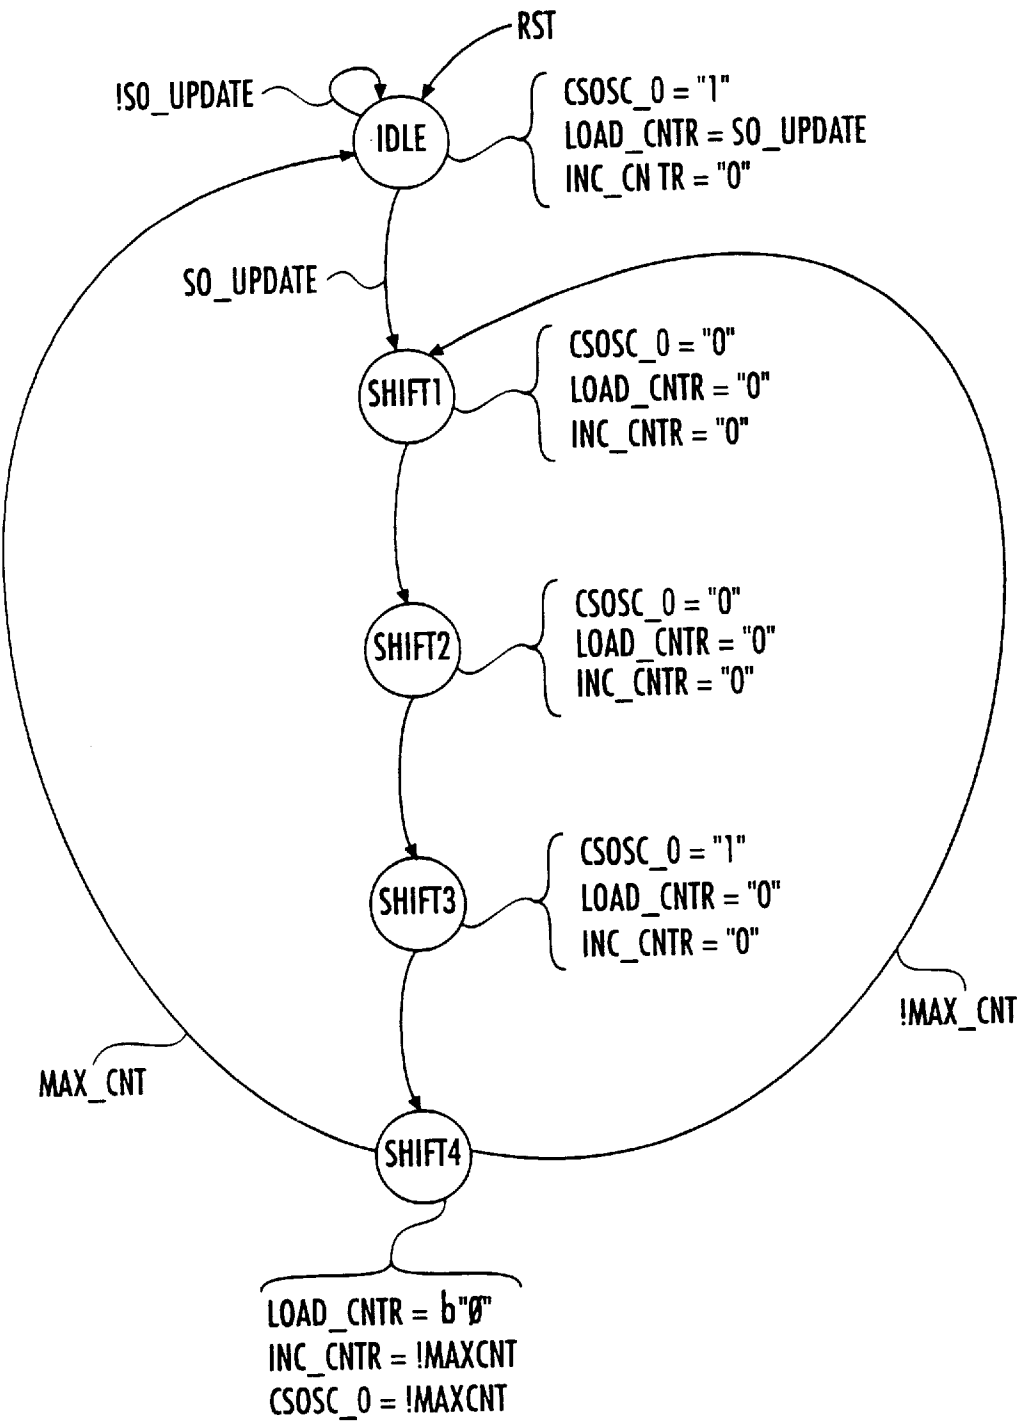 RST
!SO_UPDATE
IDLE
CSOSC_0 = "1"
LOAD_CNTR = SO_UPDATE
INC_CN TR = "0"
SO_UPDATE
SHIFT1
CSOSC_0 = "0"
LOAD_CNTR = "0"
INC_CNTR = "0"
SHIFT2
CSOSC_0 = "0"
LOAD_CNTR = "0"
INC_CNTR = "0"
SHIFT3
CSOSC_0 = "1"
LOAD_CNTR = "0"
INC_CNTR = "0"
!MAX_CNT
MAX_CNT
SHIFT4
LOAD_CNTR = b"Ø"
INC_CNTR = !MAXCNT
CSOSC_0 = !MAXCNT